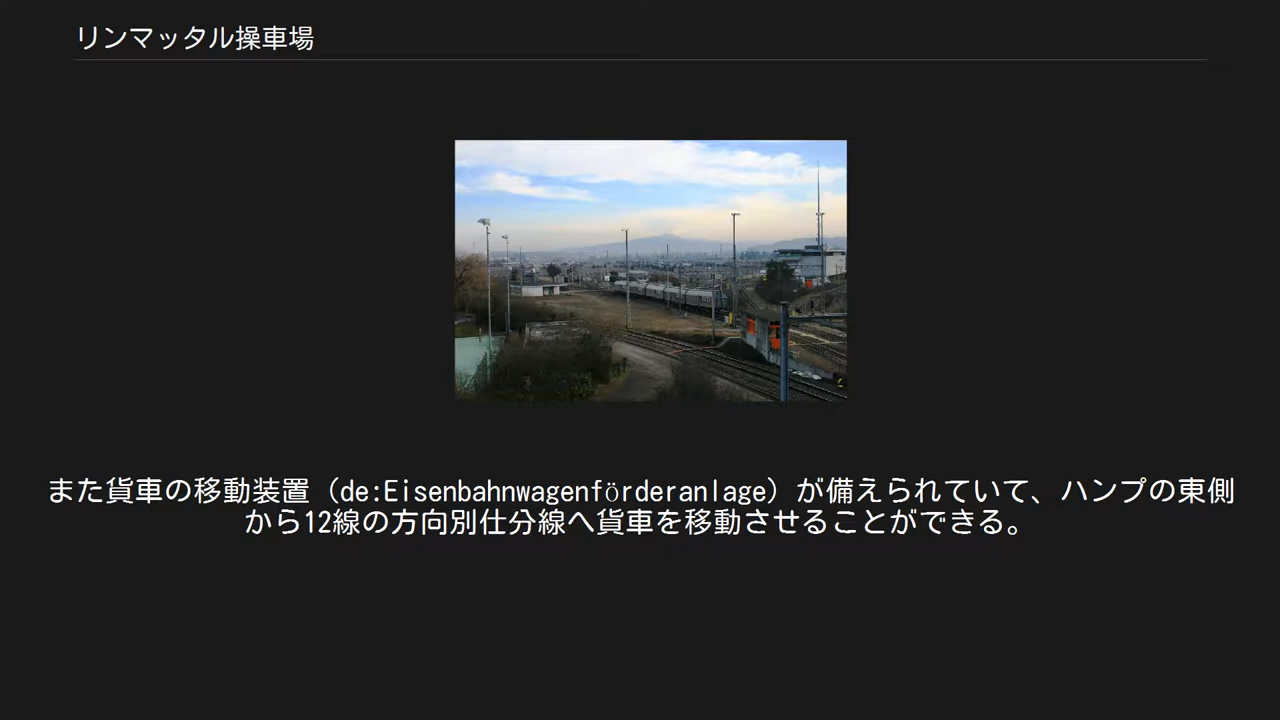 リンマッタル操車場
また貨車の移動装置（de:Eisenbahnwagenförderanlage）が備えられていて、ハンプの東側
から12線の方向別仕分線へ貨車を移動させることができる。